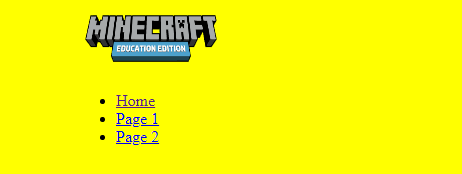 MINECRAFT
EDUCATION EDITION
Home
Page 1
Page 2